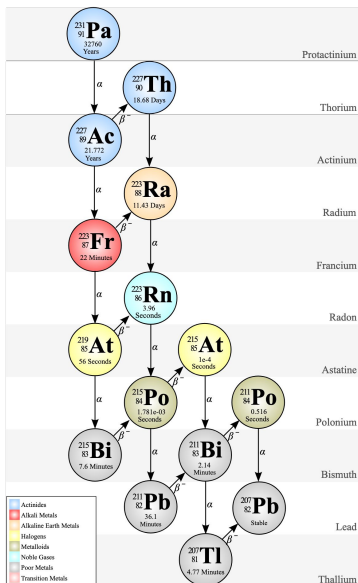 231
91 Pa
32760
Years
Protactinium
α
227
90 Th
18.68 Days
β⁻
Thorium
227
89 Ac
21.772
Years
Actinium
α
α
223
88 Ra
11.43 Days
β⁻
Radium
223
87 Fr
22 Minutes
Francium
α
α
223
86 Rn
3.96
Seconds
β⁻
Radon
219
85 At
56 Seconds
215
85 At
1e-4
Seconds
Astatine
α
α
β⁻
α
215
84 Po
1.781e-03
Seconds
β⁻
211
84 Po
0.516
Seconds
Polonium
215
83 Bi
7.6 Minutes
211
83 Bi
2.14
Minutes
β⁻
Bismuth
α
α
α
211
82 Pb
36.1
Minutes
β⁻
207
82 Pb
Stable
Lead
β⁻
207
81 Tl
4.77 Minutes
Thallium
Actinides
Alkali Metals
Alkaline Earth Metals
Halogens
Metalloids
Noble Gases
Poor Metals
Transition Metals